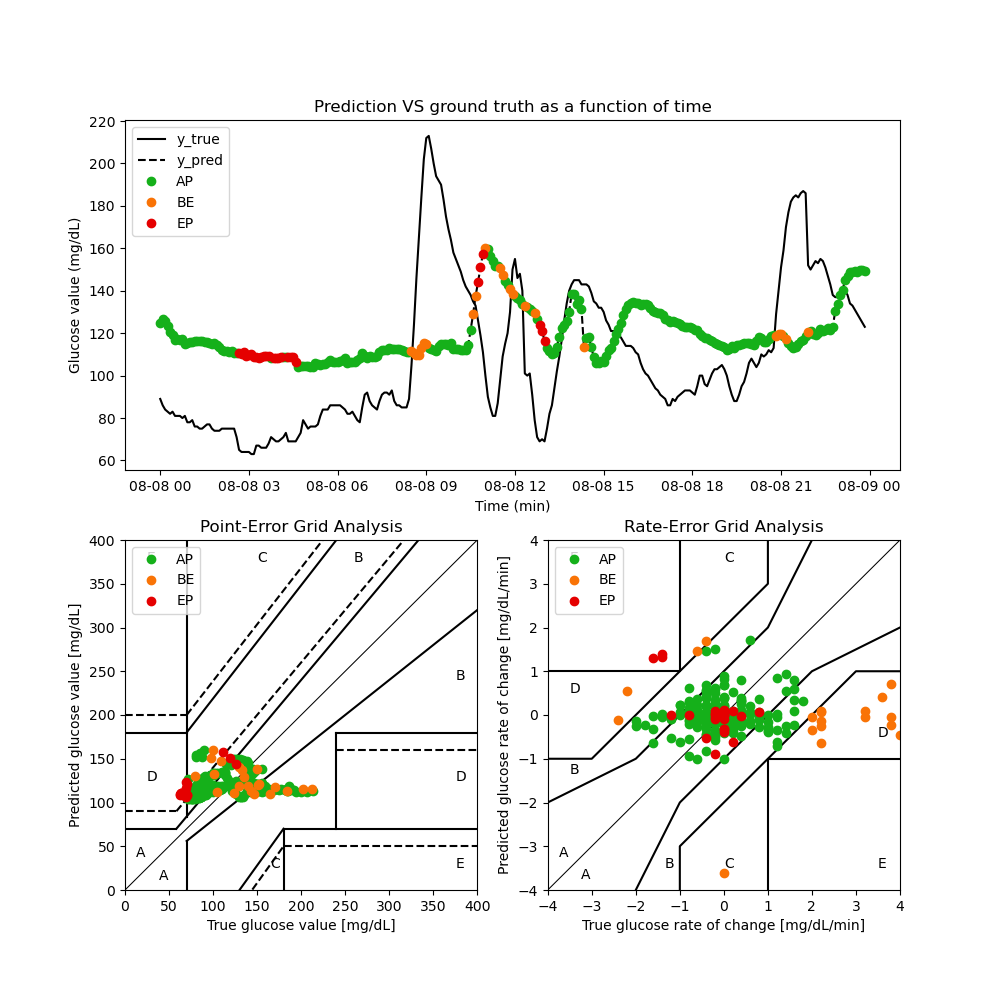 Prediction VS ground truth as a function of time
Glucose value (mg/dL)
220
200
180
160
140
120
100
80
60
y_true
y_pred
AP
BE
EP
08-08 00 08-08 03 08-08 06 08-08 09 08-08 12 08-08 15 08-08 18 08-08 21 08-09 00
Time (min)
Point-Error Grid Analysis
Predicted glucose value [mg/dL]
400
350
300
250
200
150
100
50
0
AP
BE
EP
C B
B
D D
A
A C E
0 50 100 150 200 250 300 350 400
True glucose value [mg/dL]
Rate-Error Grid Analysis
Predicted glucose rate of change [mg/dL/min]
4
3
2
1
0
−1
−2
−3
−4
AP
BE
EP
C
D
D
B
A
A B C E
−4 −3 −2 −1 0 1 2 3 4
True glucose rate of change [mg/dL/min]